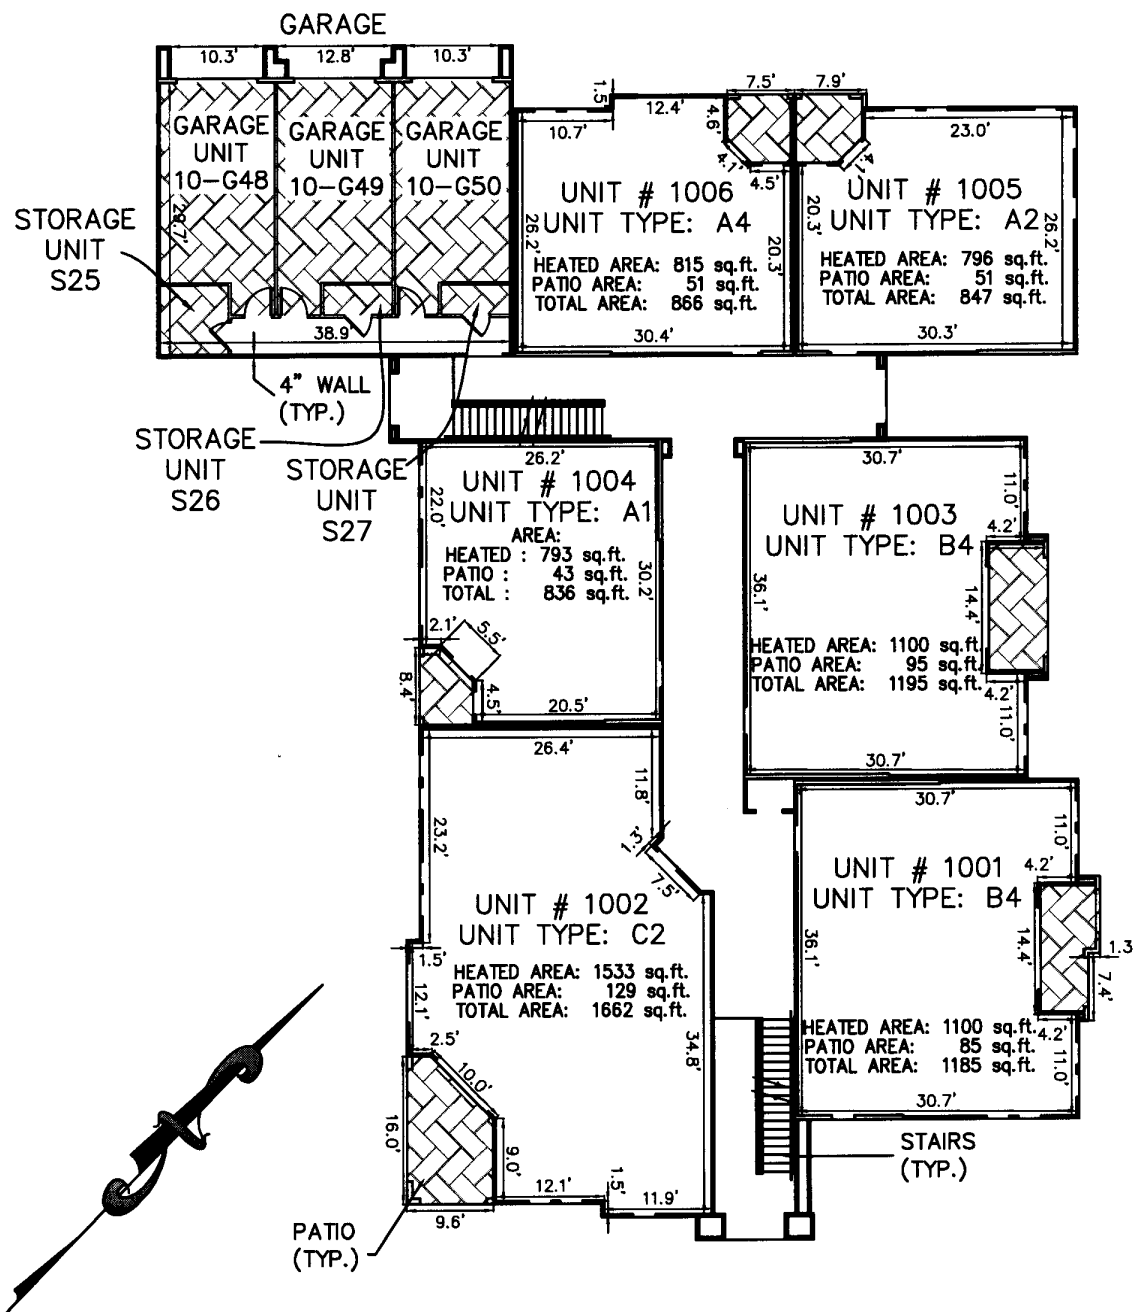 GARAGE
10.3'
12.8'
10.3'
GARAGE
UNIT
10-G48
GARAGE
UNIT
10-G49
GARAGE
UNIT
10-G50
29.7'
38.9'
STORAGE
UNIT
S25
4" WALL
(TYP.)
STORAGE
UNIT
S26
STORAGE
UNIT
S27
1.5'
10.7'
12.4'
7.5'
4.6'
4.1'
4.5'
26.2'
20.3'
UNIT # 1006
UNIT TYPE: A4
HEATED AREA: 815 sq.ft.
PATIO AREA: 51 sq.ft.
TOTAL AREA: 866 sq.ft.
30.4'
7.9'
23.0'
4.1'
20.3'
26.2'
UNIT # 1005
UNIT TYPE: A2
HEATED AREA: 796 sq.ft.
PATIO AREA: 51 sq.ft.
TOTAL AREA: 847 sq.ft.
30.3'
26.2'
22.0'
UNIT # 1004
UNIT TYPE: A1
AREA:
HEATED : 793 sq.ft.
PATIO : 43 sq.ft.
TOTAL : 836 sq.ft.
30.2'
2.1'
5.5'
8.4'
4.5'
20.5'
30.7'
11.0'
UNIT # 1003
UNIT TYPE: B4
4.2'
36.1'
14.4'
HEATED AREA: 1100 sq.ft.
PATIO AREA: 95 sq.ft.
TOTAL AREA: 1195 sq.ft.
4.2'
11.0'
30.7'
26.4'
11.8'
23.2'
1.3'
7.5'
UNIT # 1002
UNIT TYPE: C2
1.5'
HEATED AREA: 1533 sq.ft.
PATIO AREA: 129 sq.ft.
TOTAL AREA: 1662 sq.ft.
12.1'
2.5'
10.0'
34.8'
16.0'
9.0'
12.1'
1.5'
11.9'
9.6'
PATIO
(TYP.)
30.7'
11.0'
UNIT # 1001
UNIT TYPE: B4
4.2'
36.1'
14.4'
1.3
7.4'
HEATED AREA: 1100 sq.ft.
PATIO AREA: 85 sq.ft.
TOTAL AREA: 1185 sq.ft.
4.2'
11.0'
30.7'
STAIRS
(TYP.)